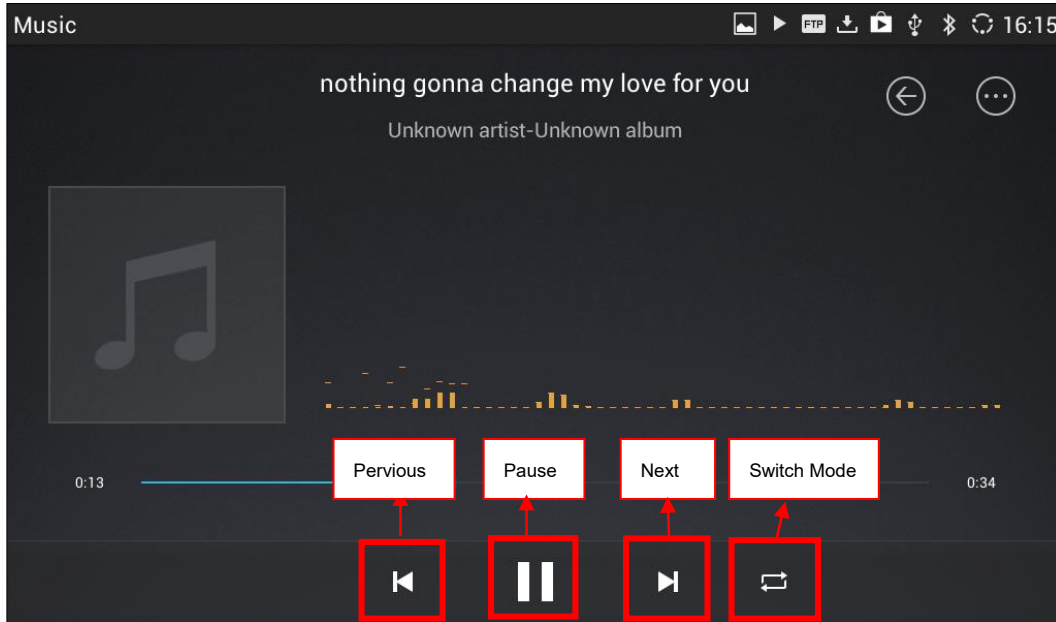 Music
FTP
16:15
nothing gonna change my love for you
Unknown artist-Unknown album
Pervious
Pause
Next
Switch Mode
0:13
0:34